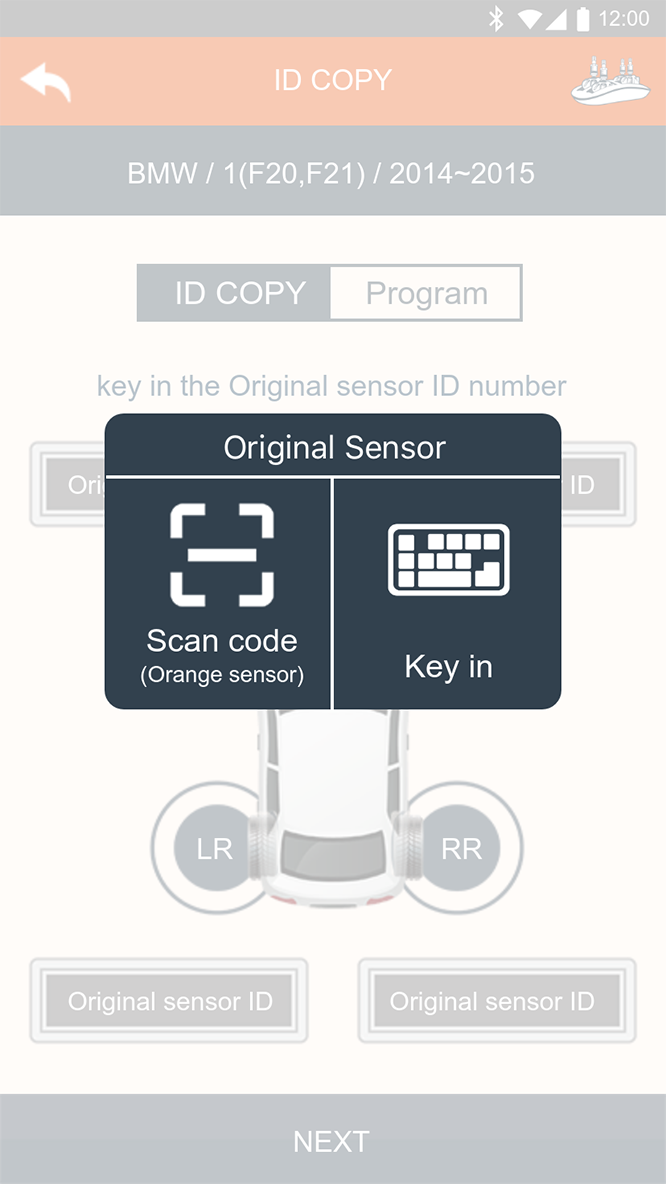 12:00
ID COPY
BMW / 1(F20,F21) / 2014~2015
ID COPY Program
key in the Original sensor ID number
Original Sensor
Ori ID
Scan code
(Orange sensor)
Key in
LR RR
Original sensor ID Original sensor ID
NEXT